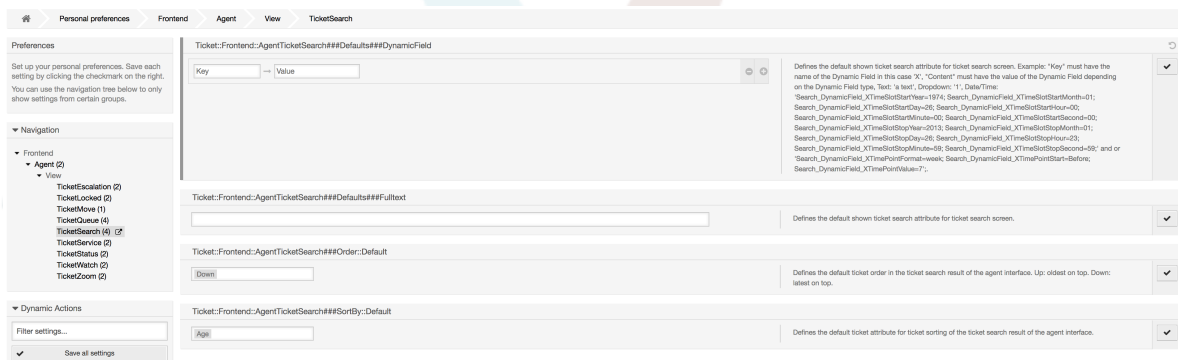 Personal preferences Frontend Agent View TicketSearch
Preferences
Set up your personal preferences. Save each
setting by clicking the checkmark on the right.
You can use the navigation tree below to only
show settings from certain groups.
Navigation
Frontend
Agent (2)
View
TicketEscalation (2)
TicketLocked (2)
TicketMove (1)
TicketQueue (4)
TicketSearch (4)
TicketService (2)
TicketStatus (2)
TicketWatch (2)
TicketZoom (2)
Dynamic Actions
Filter settings...
Save all settings
Ticket::Frontend::AgentTicketSearch###Defaults###DynamicField
Key → Value
Defines the default shown ticket search attribute for ticket search screen. Example: "Key" must have the
name of the Dynamic Field in this case 'X', "Content" must have the value of the Dynamic Field depending
on the Dynamic Field type, Text: 'a text', Dropdown: '1', Date/Time:
'Search_DynamicField_XTimeSlotStartYear=1974; Search_DynamicField_XTimeSlotStartMonth=01;
Search_DynamicField_XTimeSlotStartDay=26; Search_DynamicField_XTimeSlotStartHour=00;
Search_DynamicField_XTimeSlotStartMinute=00; Search_DynamicField_XTimeSlotStartSecond=00;
Search_DynamicField_XTimeSlotStopYear=2013; Search_DynamicField_XTimeSlotStopMonth=01;
Search_DynamicField_XTimeSlotStopDay=26; Search_DynamicField_XTimeSlotStopHour=23;
Search_DynamicField_XTimeSlotStopMinute=59; Search_DynamicField_XTimeSlotStopSecond=59;' and or
'Search_DynamicField_XTimePointFormat=week; Search_DynamicField_XTimePointStart=Before;
Search_DynamicField_XTimePointValue=7';.
Ticket::Frontend::AgentTicketSearch###Defaults###Fulltext
Defines the default shown ticket search attribute for ticket search screen.
Ticket::Frontend::AgentTicketSearch###Order::Default
Down
Defines the default ticket order in the ticket search result of the agent interface. Up: oldest on top. Down:
latest on top.
Ticket::Frontend::AgentTicketSearch###SortBy::Default
Age
Defines the default ticket attribute for ticket sorting of the ticket search result of the agent interface.